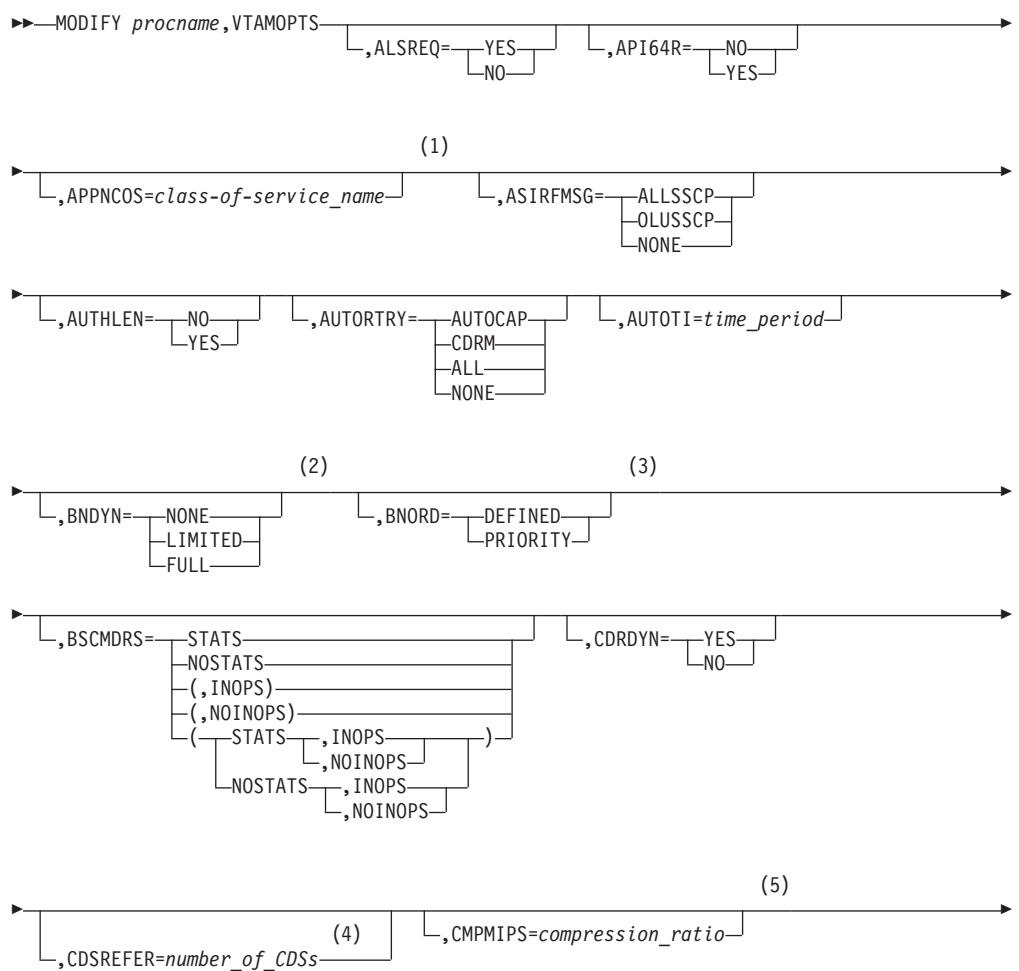 MODIFY procname,VTAMOPTS ,ALSREQ= YES ,API64R= NO
NO YES
(1)
,APPNCOS=class-of-service_name ,ASIRFMSG= ALLSSCP
OLUSSCP
NONE
,AUTHLEN= NO ,AUTORTRY= AUTOCAP ,AUTOTI=time_period
YES CDRM
ALL
NONE
(2) (3)
,BNDYN= NONE ,BNORD= DEFINED
LIMITED PRIORITY
FULL
,BSCMDRS= STATS ,CDRDYN= YES
NOSTATS NO
(,INOPS)
(,NOINOPS)
( STATS ,INOPS )
,NOINOPS
NOSTATS ,INOPS
,NOINOPS
(5)
(4) ,CMPMIPS=compression_ratio
,CDSREFER=number_of_CDSs